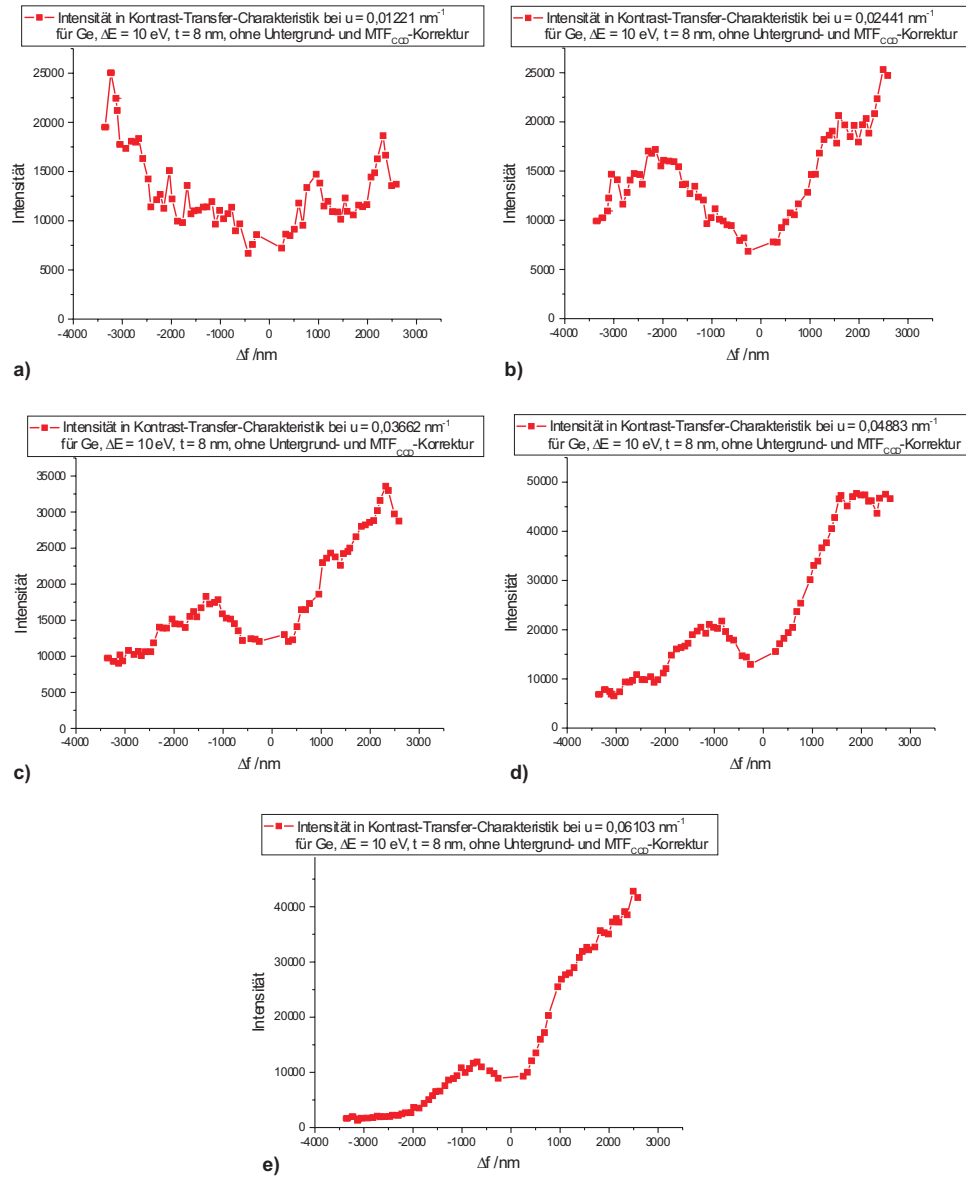 Intensität in Kontrast-Transfer-Charakteristik bei u = 0,01221 nm⁻¹
für Ge, ΔE = 10 eV, t = 8 nm, ohne Untergrund- und MTF_CCD-Korrektur
25000
20000
15000
10000
5000
0
Intensität
-4000 -3000 -2000 -1000 0 1000 2000 3000
Δf /nm
a)
Intensität in Kontrast-Transfer-Charakteristik bei u = 0,02441 nm⁻¹
für Ge, ΔE = 10 eV, t = 8 nm, ohne Untergrund- und MTF_CCD-Korrektur
25000
20000
15000
10000
5000
0
Intensität
-4000 -3000 -2000 -1000 0 1000 2000 3000
Δf /nm
b)
Intensität in Kontrast-Transfer-Charakteristik bei u = 0,03662 nm⁻¹
für Ge, ΔE = 10 eV, t = 8 nm, ohne Untergrund- und MTF_CCD-Korrektur
35000
30000
25000
20000
15000
10000
5000
0
Intensität
-4000 -3000 -2000 -1000 0 1000 2000 3000
Δf /nm
c)
Intensität in Kontrast-Transfer-Charakteristik bei u = 0,04883 nm⁻¹
für Ge, ΔE = 10 eV, t = 8 nm, ohne Untergrund- und MTF_CCD-Korrektur
50000
40000
30000
20000
10000
0
Intensität
-4000 -3000 -2000 -1000 0 1000 2000 3000
Δf /nm
d)
Intensität in Kontrast-Transfer-Charakteristik bei u = 0,06103 nm⁻¹
für Ge, ΔE = 10 eV, t = 8 nm, ohne Untergrund- und MTF_CCD-Korrektur
40000
30000
20000
10000
0
Intensität
-4000 -3000 -2000 -1000 0 1000 2000 3000
Δf /nm
e)